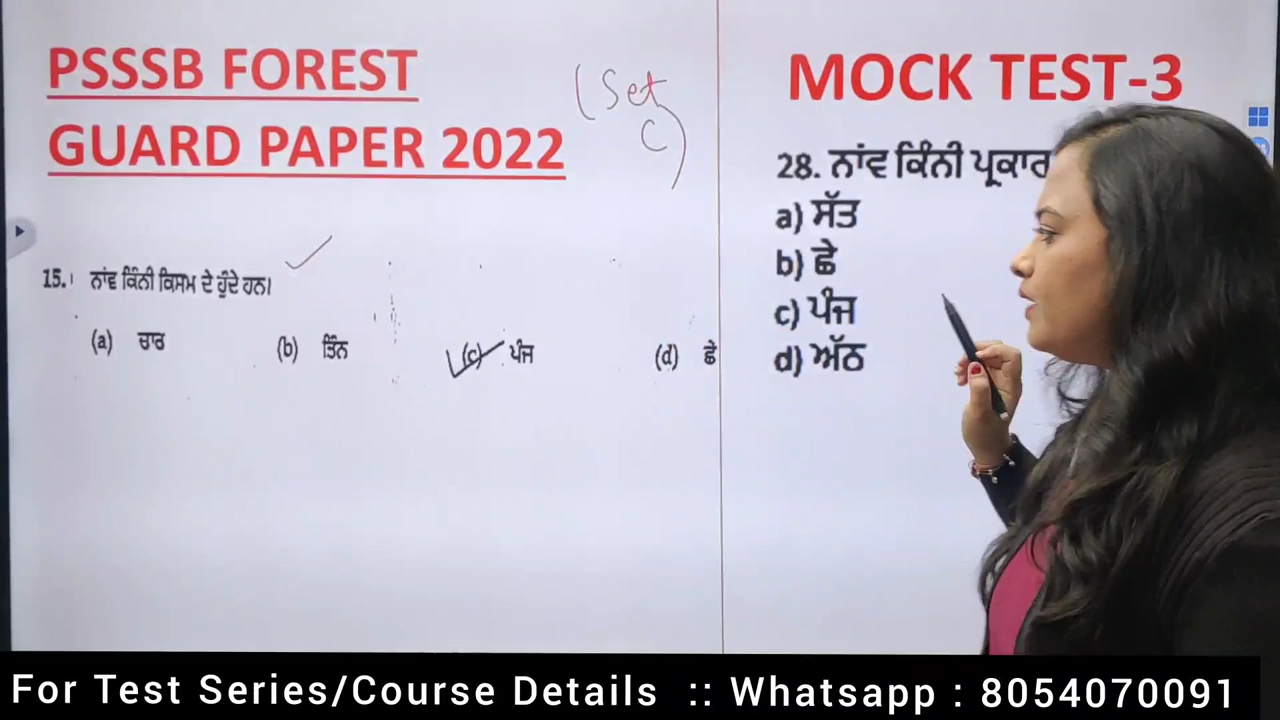 PSSSB FOREST
GUARD PAPER 2022
(Set
C)
15.। ਨਾਂਵ ਕਿੰਨੀ ਕਿਸਮ ਦੇ ਹੁੰਦੇ ਹਨ।
(a) ਚਾਰ (b) ਤਿੰਨ (c) ਪੰਜ (d) ਛੇ
MOCK TEST-3
28. ਨਾਂਵ ਕਿੰਨੀ ਪ੍ਰਕਾਰ
a) ਸੱਤ
b) ਛੇ
c) ਪੰਜ
d) ਅੱਠ
For Test Series/Course Details :: Whatsapp : 8054070091